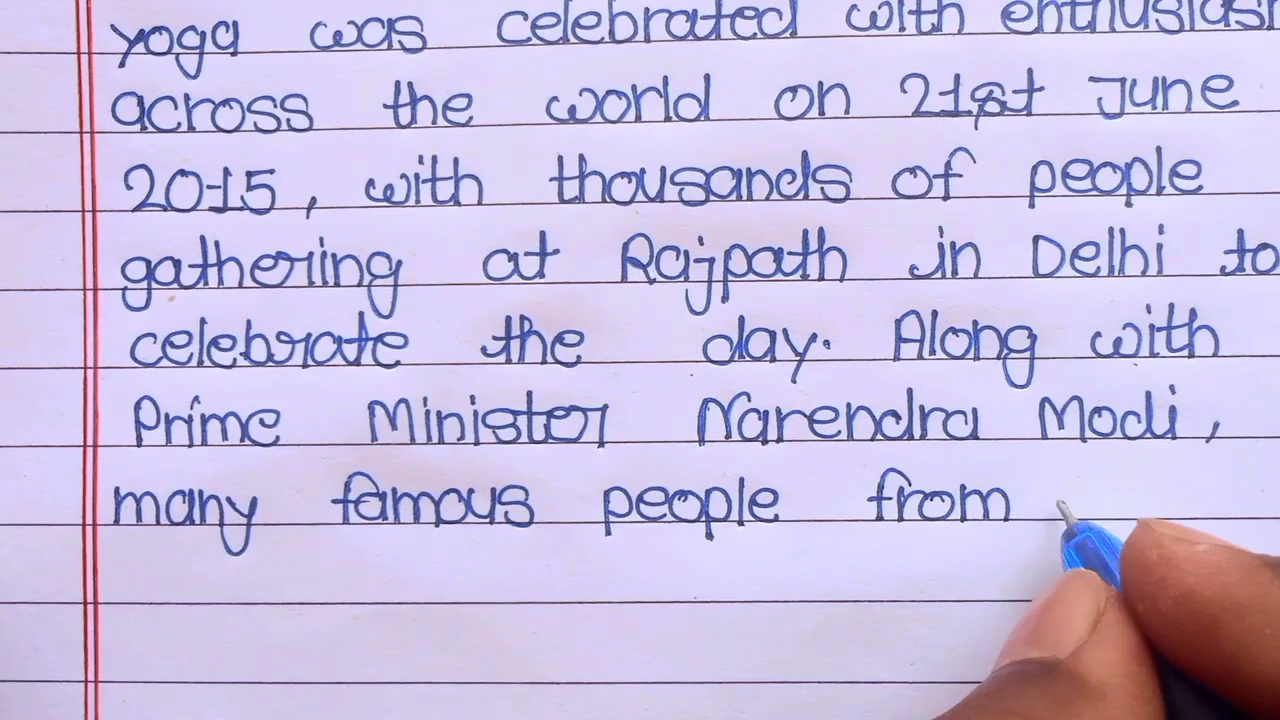 yoga was celebrated with enthusiasm
across the world on 21st June
2015, with thousands of people
gathering at Rajpath in Delhi to
celebrate the day. Along with
Prime Minister Narendra Modi,
many famous people from